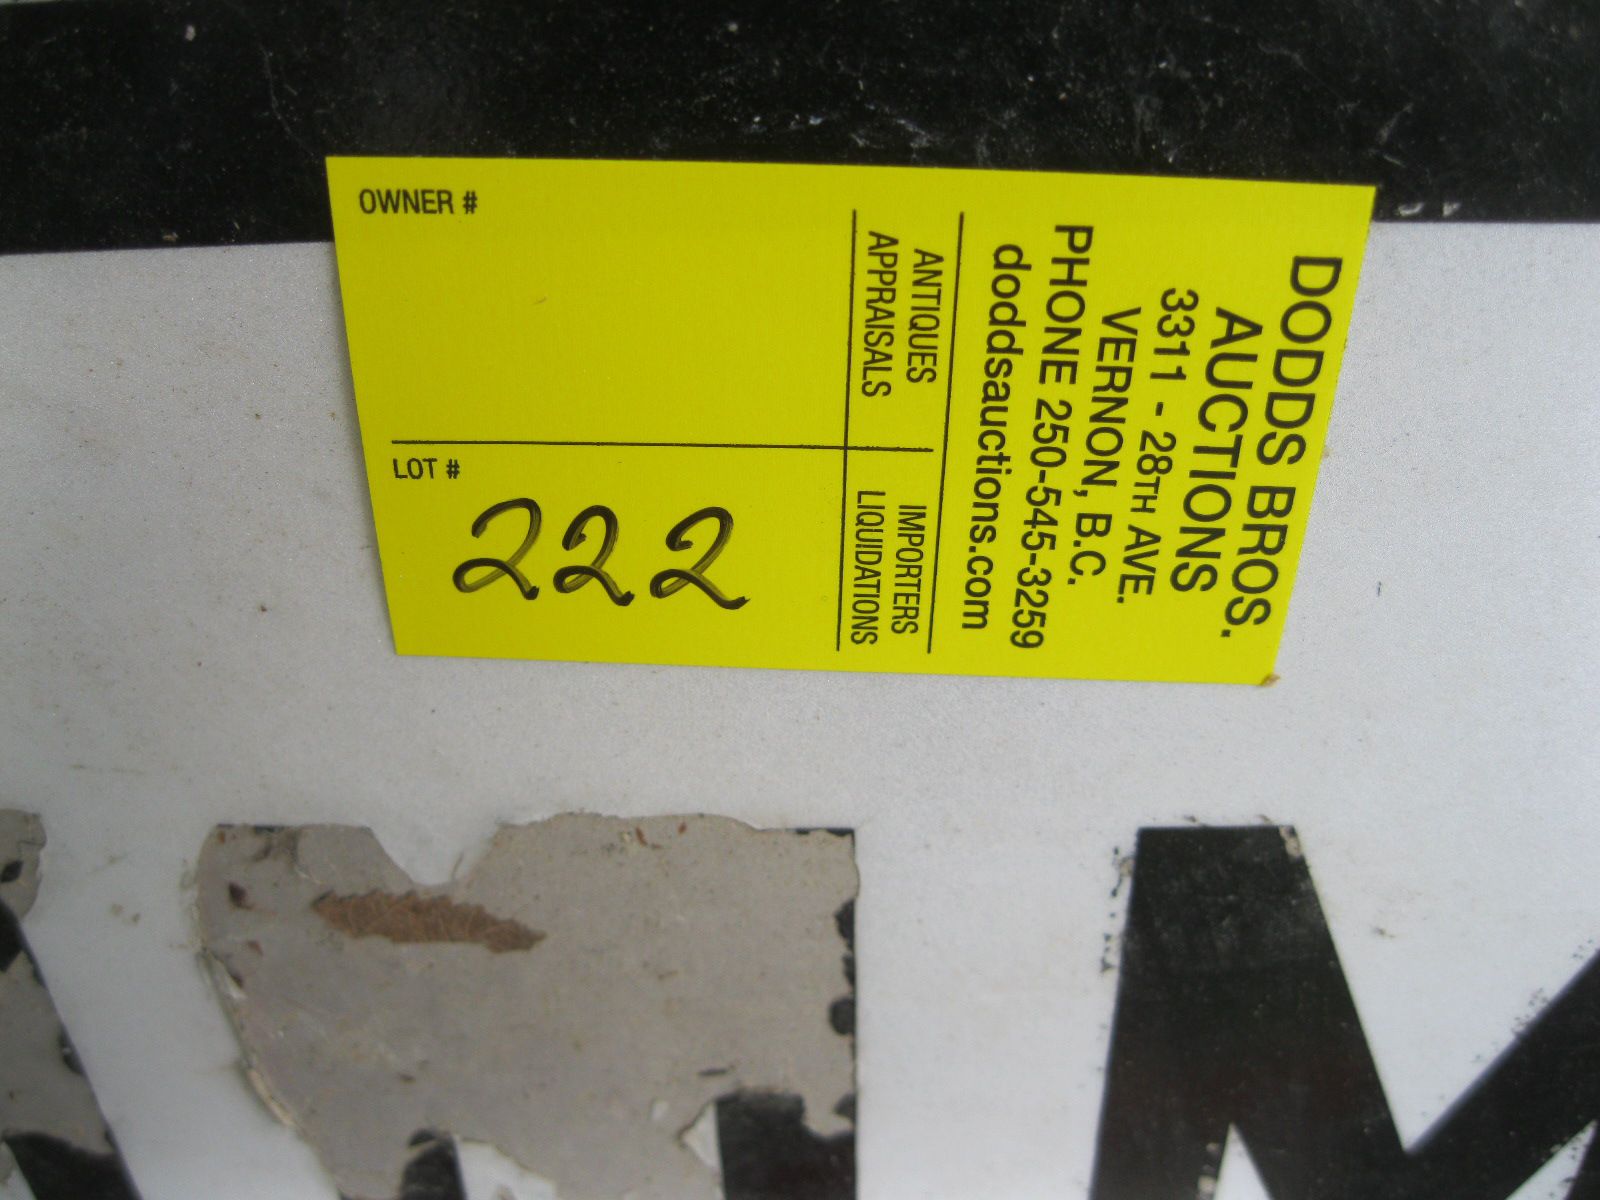 DODDS BROS.
AUCTIONS
3311 - 28TH AVE.
VERNON, B.C.
PHONE 250-545-3259
doddsauctions.com
ANTIQUES
APPRAISALS
IMPORTERS
LIQUIDATIONS
OWNER #
LOT #
222